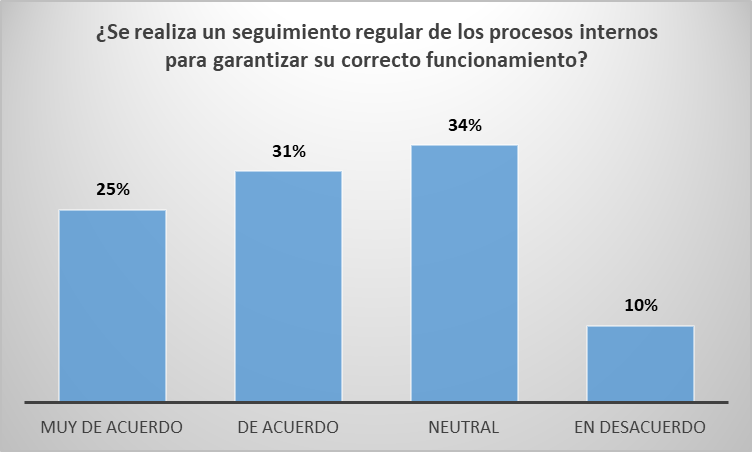 ¿Se realiza un seguimiento regular de los procesos internos
para garantizar su correcto funcionamiento?
25%
31%
34%
10%
MUY DE ACUERDO
DE ACUERDO
NEUTRAL
EN DESACUERDO